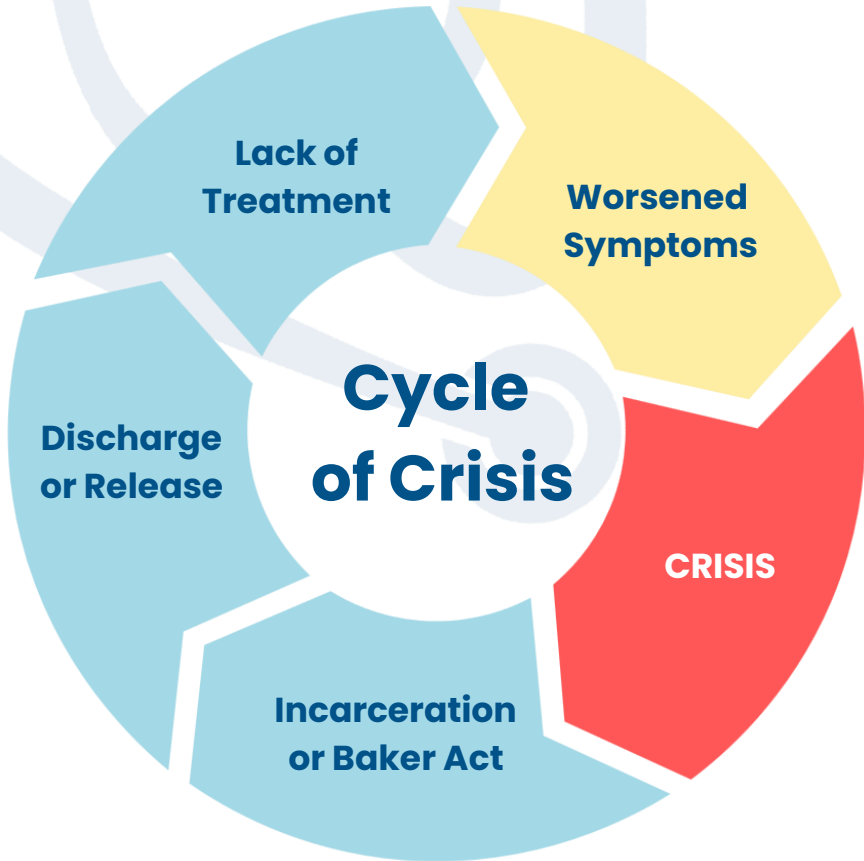 Cycle
of Crisis
Lack of
Treatment
Worsened
Symptoms
CRISIS
Incarceration
or Baker Act
Discharge
or Release